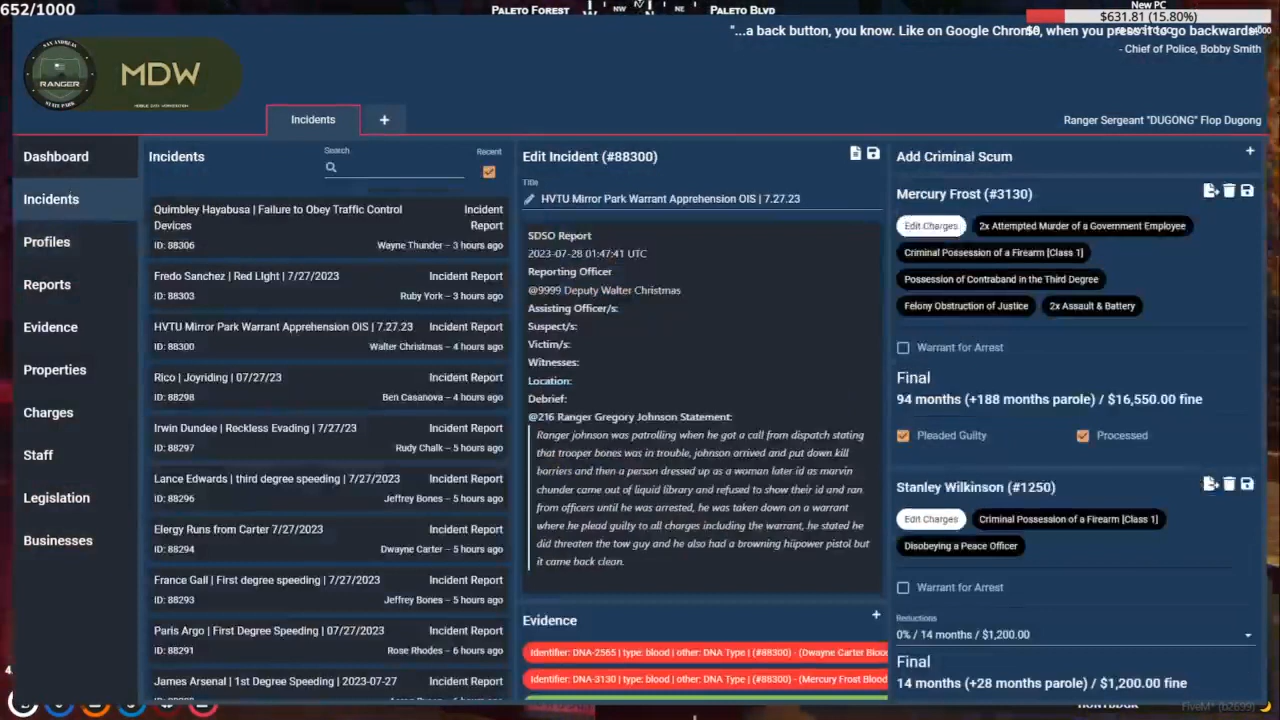 652/1000
PALETO FOREST
NW
NE
PALETO BLVD
New PC
$631.81 (15.80%)
"...a back button, you know. Like on Google Chrome, when you press it to go backwards."
- Chief of Police, Bobby Smith
SAN ANDREAS
RANGER
STATE PARK
MDW
Incidents
+
Ranger Sergeant "DUGONG" Flop Dugong
Dashboard
Incidents
Profiles
Reports
Evidence
Properties
Charges
Staff
Legislation
Businesses
Incidents
Search
Recent
Quimbley Hayabusa | Failure to Obey Traffic Control Devices
Incident Report
ID: 88306
Wayne Thunder – 3 hours ago
Fredo Sanchez | Red LIght | 7/27/2023
Incident Report
ID: 88303
Ruby York – 3 hours ago
HVTU Mirror Park Warrant Apprehension OIS | 7.27.23
Incident Report
ID: 88300
Walter Christmas – 4 hours ago
Rico | Joyriding | 07/27/23
Incident Report
ID: 88298
Ben Casanova – 4 hours ago
Irwin Dundee | Reckless Evading | 7/27/23
Incident Report
ID: 88297
Rudy Chalk – 5 hours ago
Lance Edwards | third degree speeding | 7/27/2023
Incident Report
ID: 88296
Jeffrey Bones – 5 hours ago
Elergy Runs from Carter 7/27/2023
Incident Report
ID: 88294
Dwayne Carter – 5 hours ago
France Gall | First degree speeding | 7/27/2023
Incident Report
ID: 88293
Jeffrey Bones – 5 hours ago
Paris Argo | First Degree Speeding | 07/27/2023
Incident Report
ID: 88291
Rose Rhodes – 6 hours ago
James Arsenal | 1st Degree Speeding | 2023-07-27
Incident Report
Edit Incident (#88300)
Title
HVTU Mirror Park Warrant Apprehension OIS | 7.27.23
SDSO Report
2023-07-28 01:47:41 UTC
Reporting Officer
@9999 Deputy Walter Christmas
Assisting Officer/s:
Suspect/s:
Victim/s:
Witnesses:
Location:
Debrief:
@216 Ranger Gregory Johnson Statement:
Ranger johnson was patrolling when he got a call from dispatch stating
that trooper bones was in trouble, johnson arrived and put down kill
barriers and then a person dressed up as a woman later id as marvin
chunder came out of liquid library and refused to show their id and ran
from officers until he was arrested, he was taken down on a warrant
where he plead guilty to all charges including the warrant, he stated he
did threaten the tow guy and he also had a browning hiipower pistol but
it came back clean.
Evidence
+
Identifier: DNA-2565 | type: blood | other: DNA Type | (#88300) - (Dwayne Carter Blood
Identifier: DNA-3130 | type: blood | other: DNA Type | (#88300) - (Mercury Frost Blood
Add Criminal Scum
+
Mercury Frost (#3130)
Edit Charges
2x Attempted Murder of a Government Employee
Criminal Possession of a Firearm [Class 1]
Possession of Contraband in the Third Degree
Felony Obstruction of Justice
2x Assault & Battery
Warrant for Arrest
Final
94 months (+188 months parole) / $16,550.00 fine
Pleaded Guilty
Processed
Stanley Wilkinson (#1250)
Edit Charges
Criminal Possession of a Firearm [Class 1]
Disobeying a Peace Officer
Warrant for Arrest
Reductions
0% / 14 months / $1,200.00
Final
14 months (+28 months parole) / $1,200.00 fine
FiveM® (b2699)